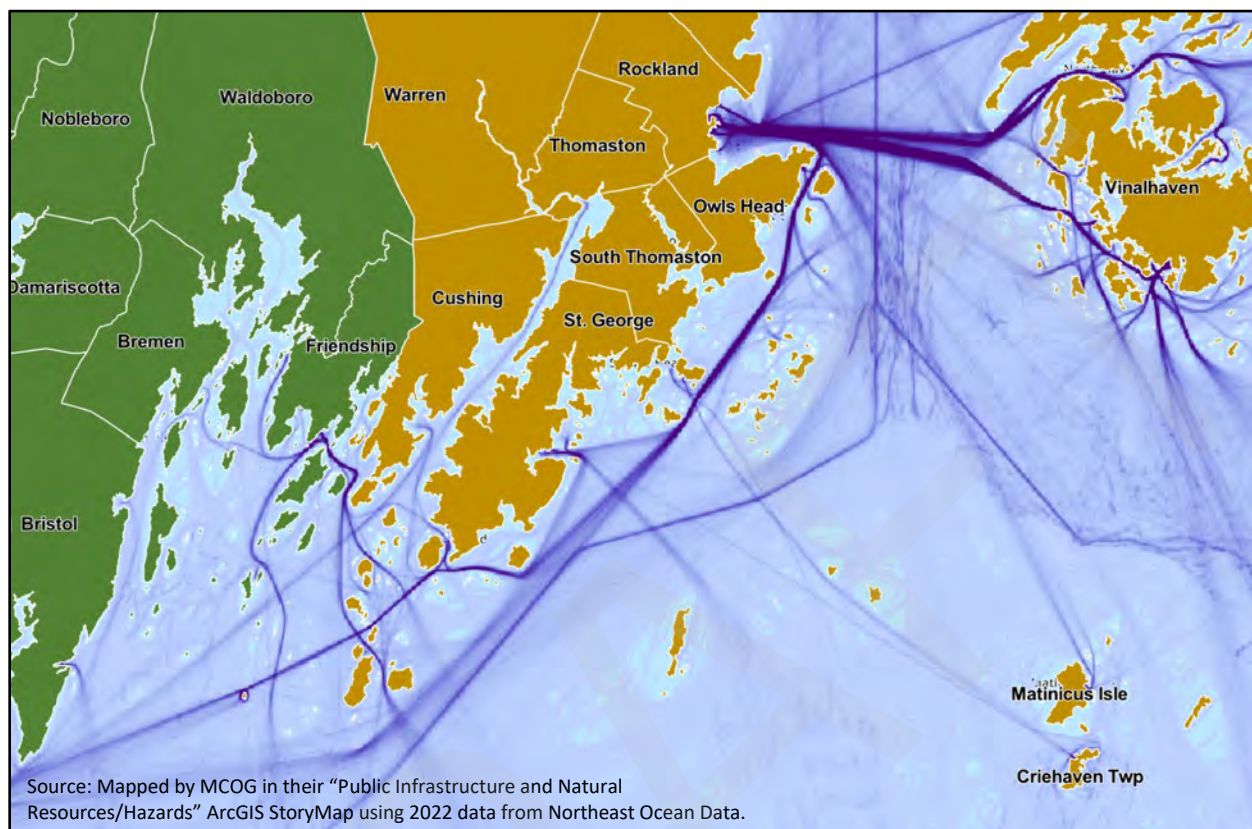 Rockland
Waldoboro
Warren
Nobleboro
Thomaston
Vinalhaven
Owls Head
South Thomaston
Damariscotta
Cushing
St. George
Bremen
Friendship
Bristol
Matinicus Isle
Criehaven Twp
Source: Mapped by MCOG in their “Public Infrastructure and Natural
Resources/Hazards” ArcGIS StoryMap using 2022 data from Northeast Ocean Data.